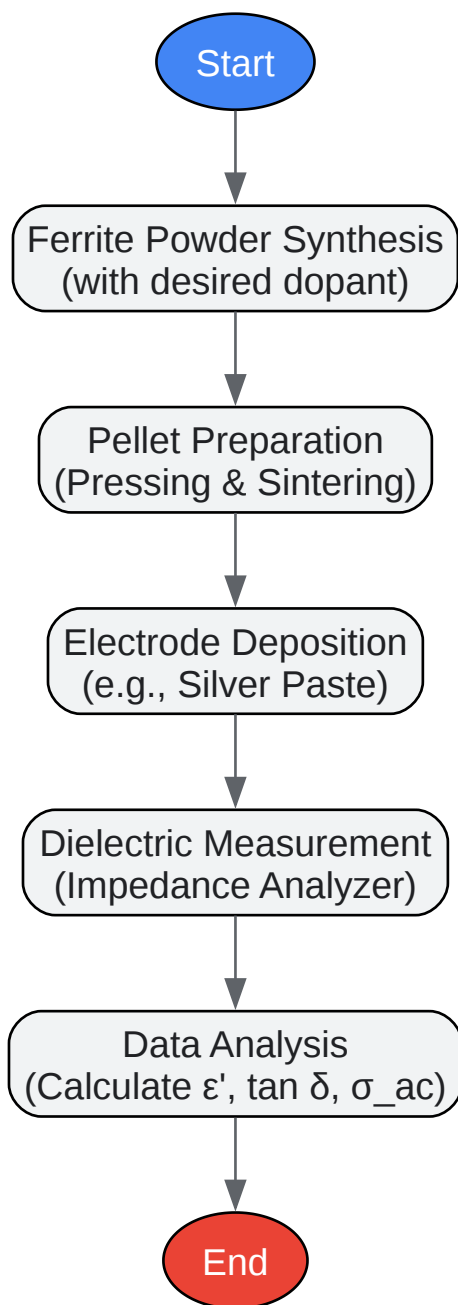 Start
Ferrite Powder Synthesis
(with desired dopant)
Pellet Preparation
(Pressing & Sintering)
Electrode Deposition
(e.g., Silver Paste)
Dielectric Measurement
(Impedance Analyzer)
Data Analysis
(Calculate ε', tan δ, σ_ac)
End